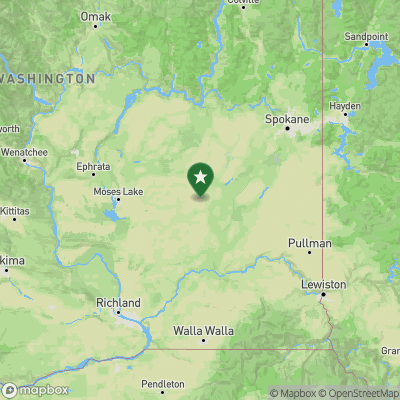 Colville
Omak
Sandpoint
WASHINGTON
Hayden
Spokane
worth
Wenatchee
Ephrata
Moses Lake
Kittitas
Pullman
kima
Lewiston
Richland
Walla Walla
Gran
Pendleton
mapbox
© Mapbox © OpenStreetMap